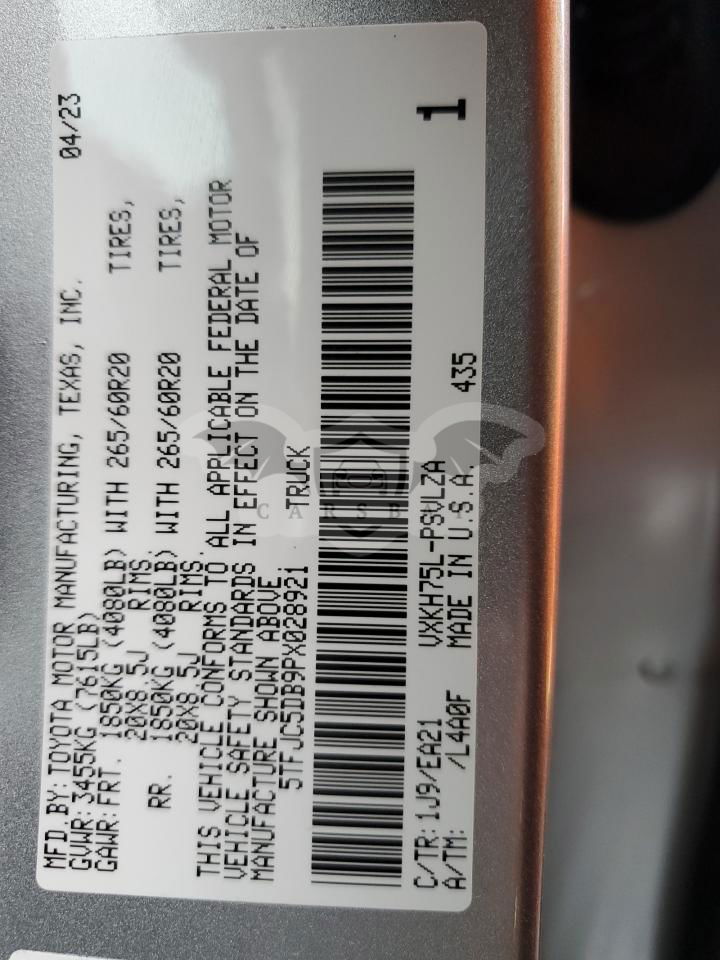 MFD.BY: TOYOTA MOTOR MANUFACTURING, TEXAS, INC. 04/23
GVWR: 3455KG (7615LB)
GAWR: FRT. 1850KG (4080LB) WITH 265/60R20 TIRES,
20X8.5J RIMS.
RR. 1850KG (4080LB) WITH 265/60R20 TIRES,
20X8.5J RIMS.
THIS VEHICLE CONFORMS TO ALL APPLICABLE FEDERAL MOTOR
VEHICLE SAFETY STANDARDS IN EFFECT ON THE DATE OF
MANUFACTURE SHOWN ABOVE.
5TFJC5DB9PX028921 TRUCK
1
C/TR: 1J9/EA21 VXKH75L-PSVLZA
A/TM: /L4A0F MADE IN U.S.A. 435